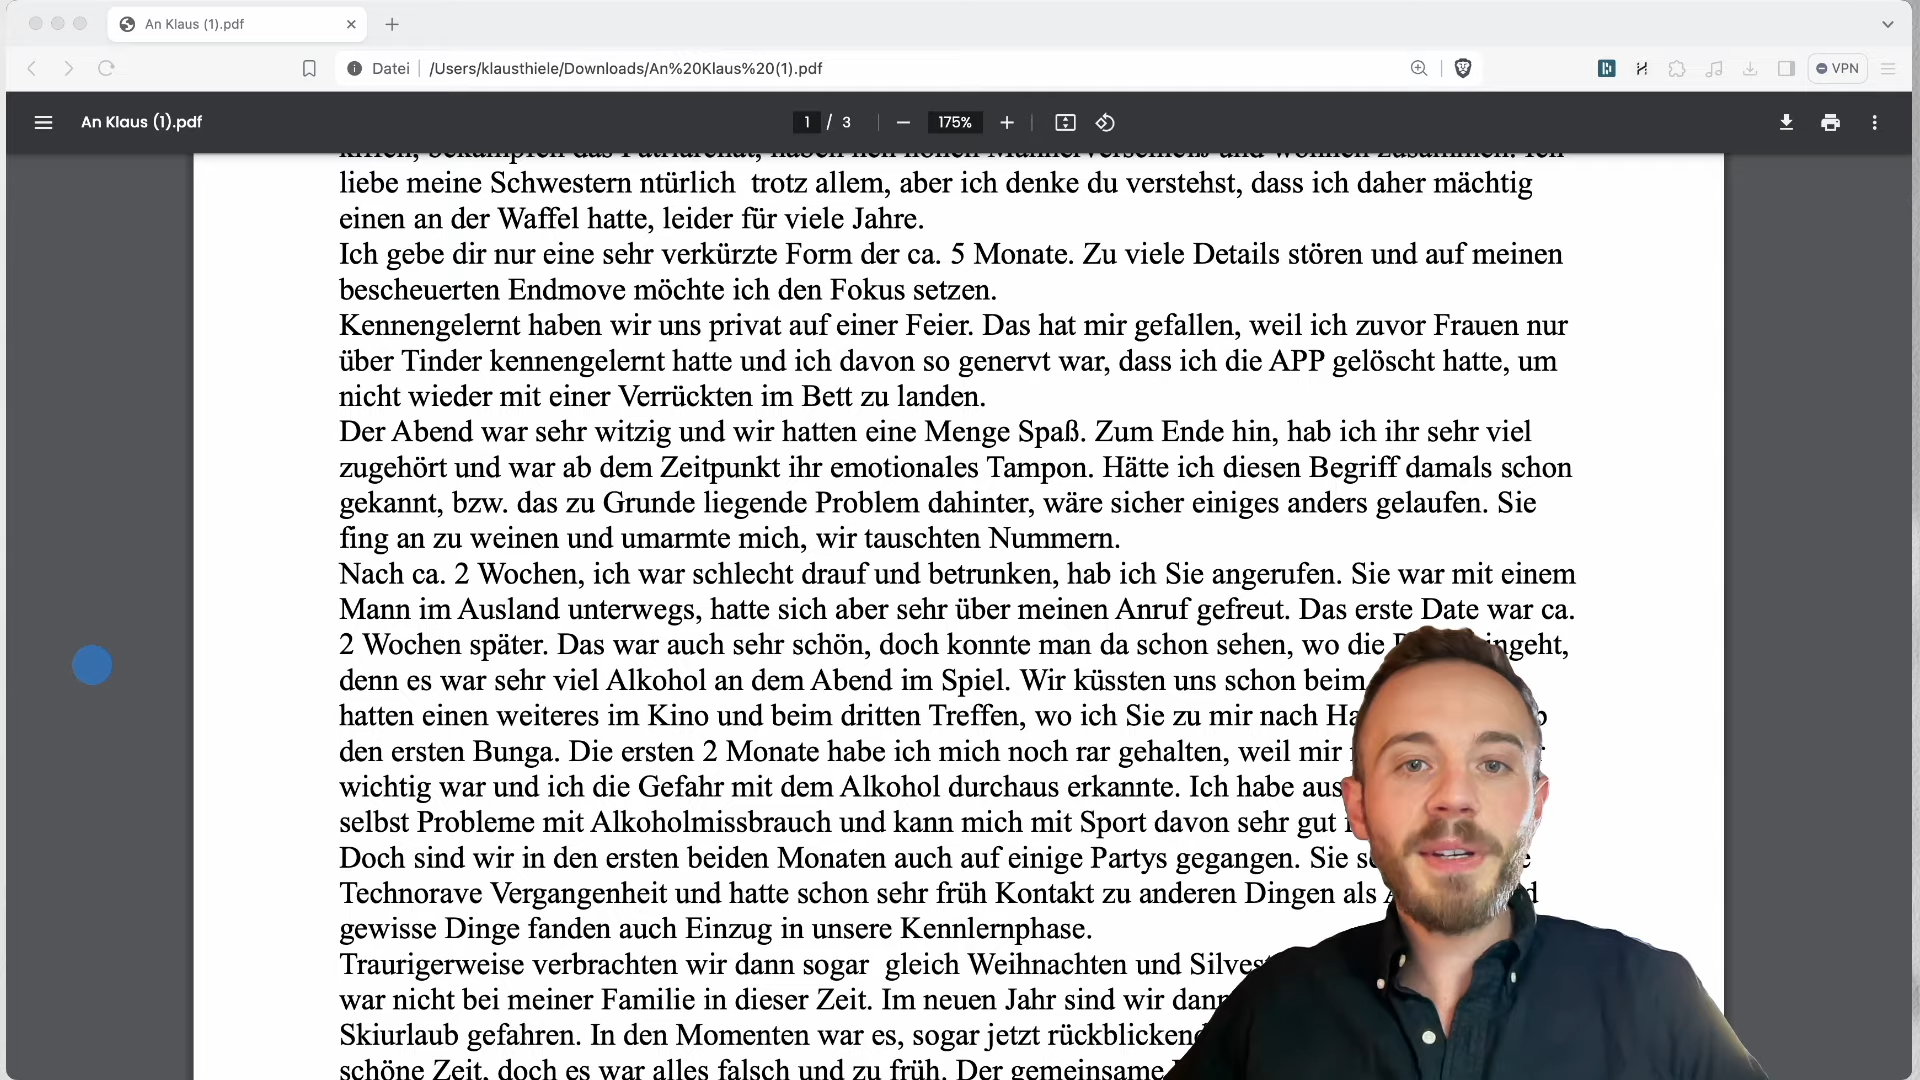 An Klaus (1).pdf
Datei /Users/klausthiele/Downloads/An%20Klaus%20(1).pdf VPN
An Klaus (1).pdf 1 / 3 175%
kiffen, bekämpfen das Patriarchat, haben nen hohen Männerverschleiß und wohnen zusammen. Ich
liebe meine Schwestern ntürlich trotz allem, aber ich denke du verstehst, dass ich daher mächtig
einen an der Waffel hatte, leider für viele Jahre.
Ich gebe dir nur eine sehr verkürzte Form der ca. 5 Monate. Zu viele Details stören und auf meinen
bescheuerten Endmove möchte ich den Fokus setzen.
Kennengelernt haben wir uns privat auf einer Feier. Das hat mir gefallen, weil ich zuvor Frauen nur
über Tinder kennengelernt hatte und ich davon so genervt war, dass ich die APP gelöscht hatte, um
nicht wieder mit einer Verrückten im Bett zu landen.
Der Abend war sehr witzig und wir hatten eine Menge Spaß. Zum Ende hin, hab ich ihr sehr viel
zugehört und war ab dem Zeitpunkt ihr emotionales Tampon. Hätte ich diesen Begriff damals schon
gekannt, bzw. das zu Grunde liegende Problem dahinter, wäre sicher einiges anders gelaufen. Sie
fing an zu weinen und umarmte mich, wir tauschten Nummern.
Nach ca. 2 Wochen, ich war schlecht drauf und betrunken, hab ich Sie angerufen. Sie war mit einem
Mann im Ausland unterwegs, hatte sich aber sehr über meinen Anruf gefreut. Das erste Date war ca.
2 Wochen später. Das war auch sehr schön, doch konnte man da schon sehen, wo die
denn es war sehr viel Alkohol an dem Abend im Spiel. Wir küssten uns schon beim
hatten einen weiteres im Kino und beim dritten Treffen, wo ich Sie zu mir nach
den ersten Bunga. Die ersten 2 Monate habe ich mich noch rar gehalten, weil mir
wichtig war und ich die Gefahr mit dem Alkohol durchaus erkannte. Ich habe aus
selbst Probleme mit Alkoholmissbrauch und kann mich mit Sport davon sehr gut
Doch sind wir in den ersten beiden Monaten auch auf einige Partys gegangen. Sie
Technorave Vergangenheit und hatte schon sehr früh Kontakt zu anderen Dingen als
gewisse Dinge fanden auch Einzug in unsere Kennlernphase.
Traurigerweise verbrachten wir dann sogar gleich Weihnachten und
war nicht bei meiner Familie in dieser Zeit. Im neuen Jahr sind wir dann
Skiurlaub gefahren. In den Momenten war es, sogar jetzt
schöne Zeit, doch es war alles falsch und zu früh. Der gemeinsame